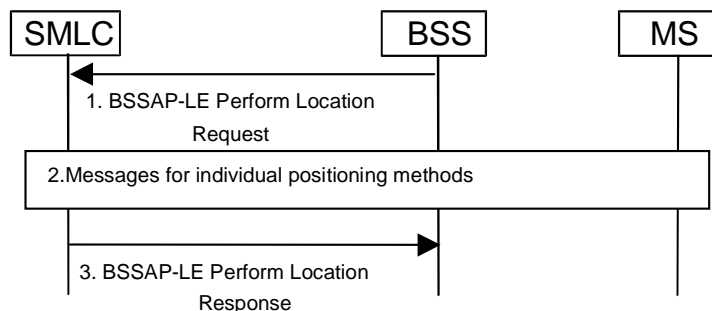 SMLC
BSS
MS
1. BSSAP-LE Perform Location
Request
2.Messages for individual positioning methods
3. BSSAP-LE Perform Location
Response